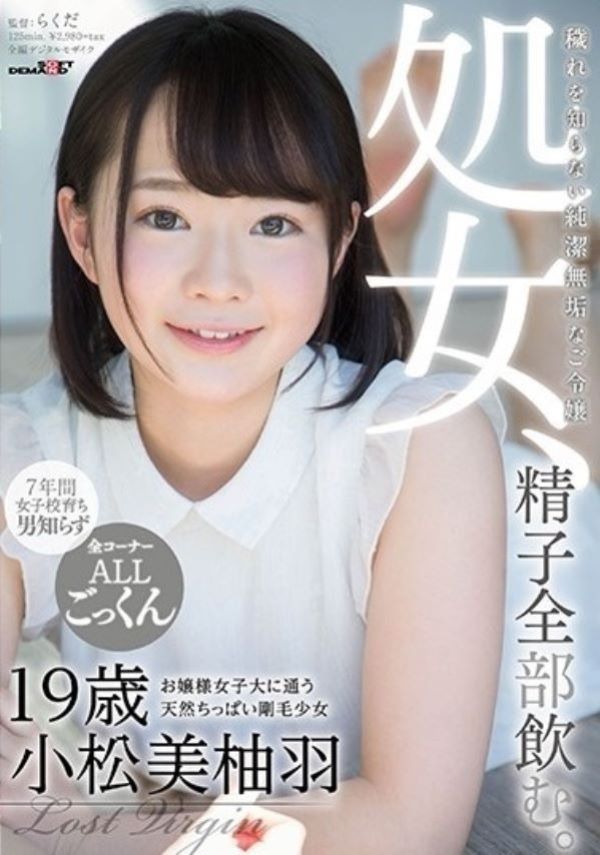 監督:らくだ
125min. ¥2,980+tax
全編デジタルモザイク
SOFT
ON
DEMAND
穢れを知らない純潔無垢なご令嬢
処女、
精子全部飲む。
7年間
女子校育ち
男知らず
全コーナー
ALL
ごっくん
19歳
お嬢様女子大に通う
天然ちっぱい剛毛少女
小松美柚羽
Lost Virgin